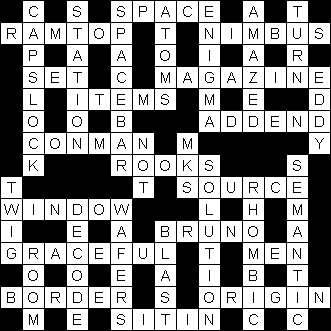 C S SPACE A T
RAMTOP T NIMBUS
P A P O I A R
SET C MAGAZINE
L ITEMS M E D
O O B ADDEND
CONMAN M Y
K ROOKS S
T T SOURCE
WINDOW L H M
I E A BRUNO A
GRACEFUL T MEN
O O E A I B T
BORDER S ORIGIN
M E SITIN C C